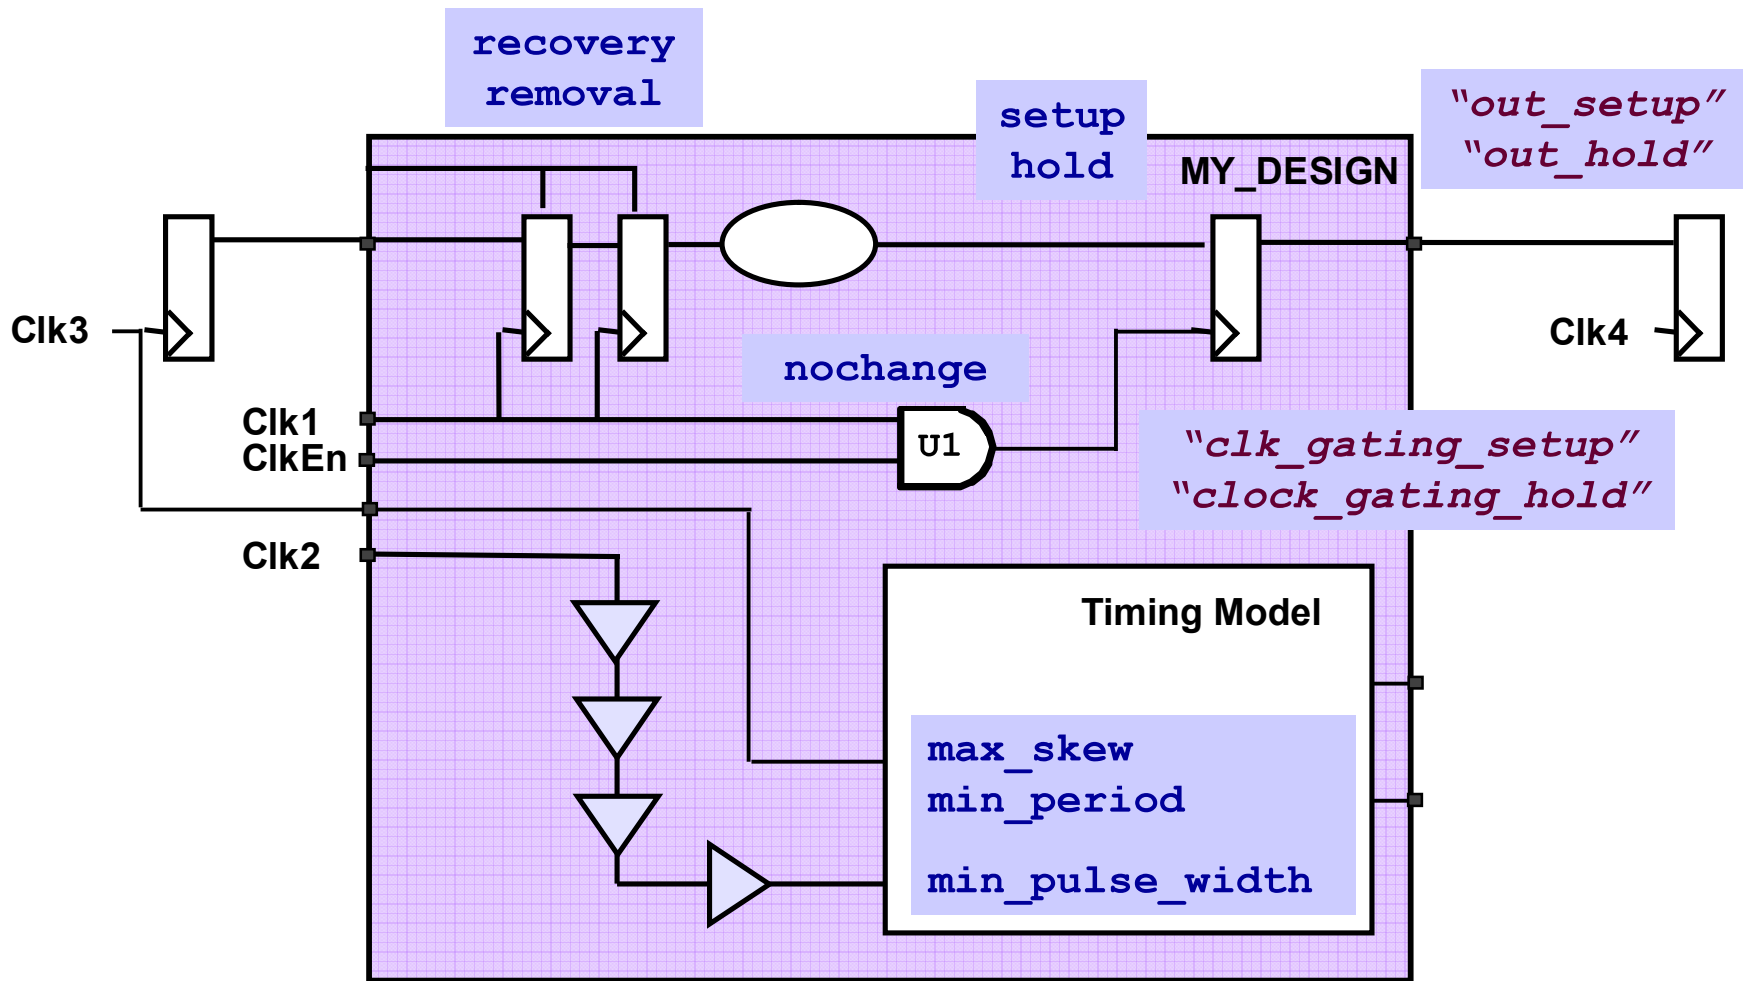 recovery
removal
setup
hold
“out_setup”
“out_hold”
MY_DESIGN
Clk3
Clk4
nochange
Clk1
ClkEn
U1
“clk_gating_setup”
“clock_gating_hold”
Clk2
Timing Model
max_skew
min_period
min_pulse_width